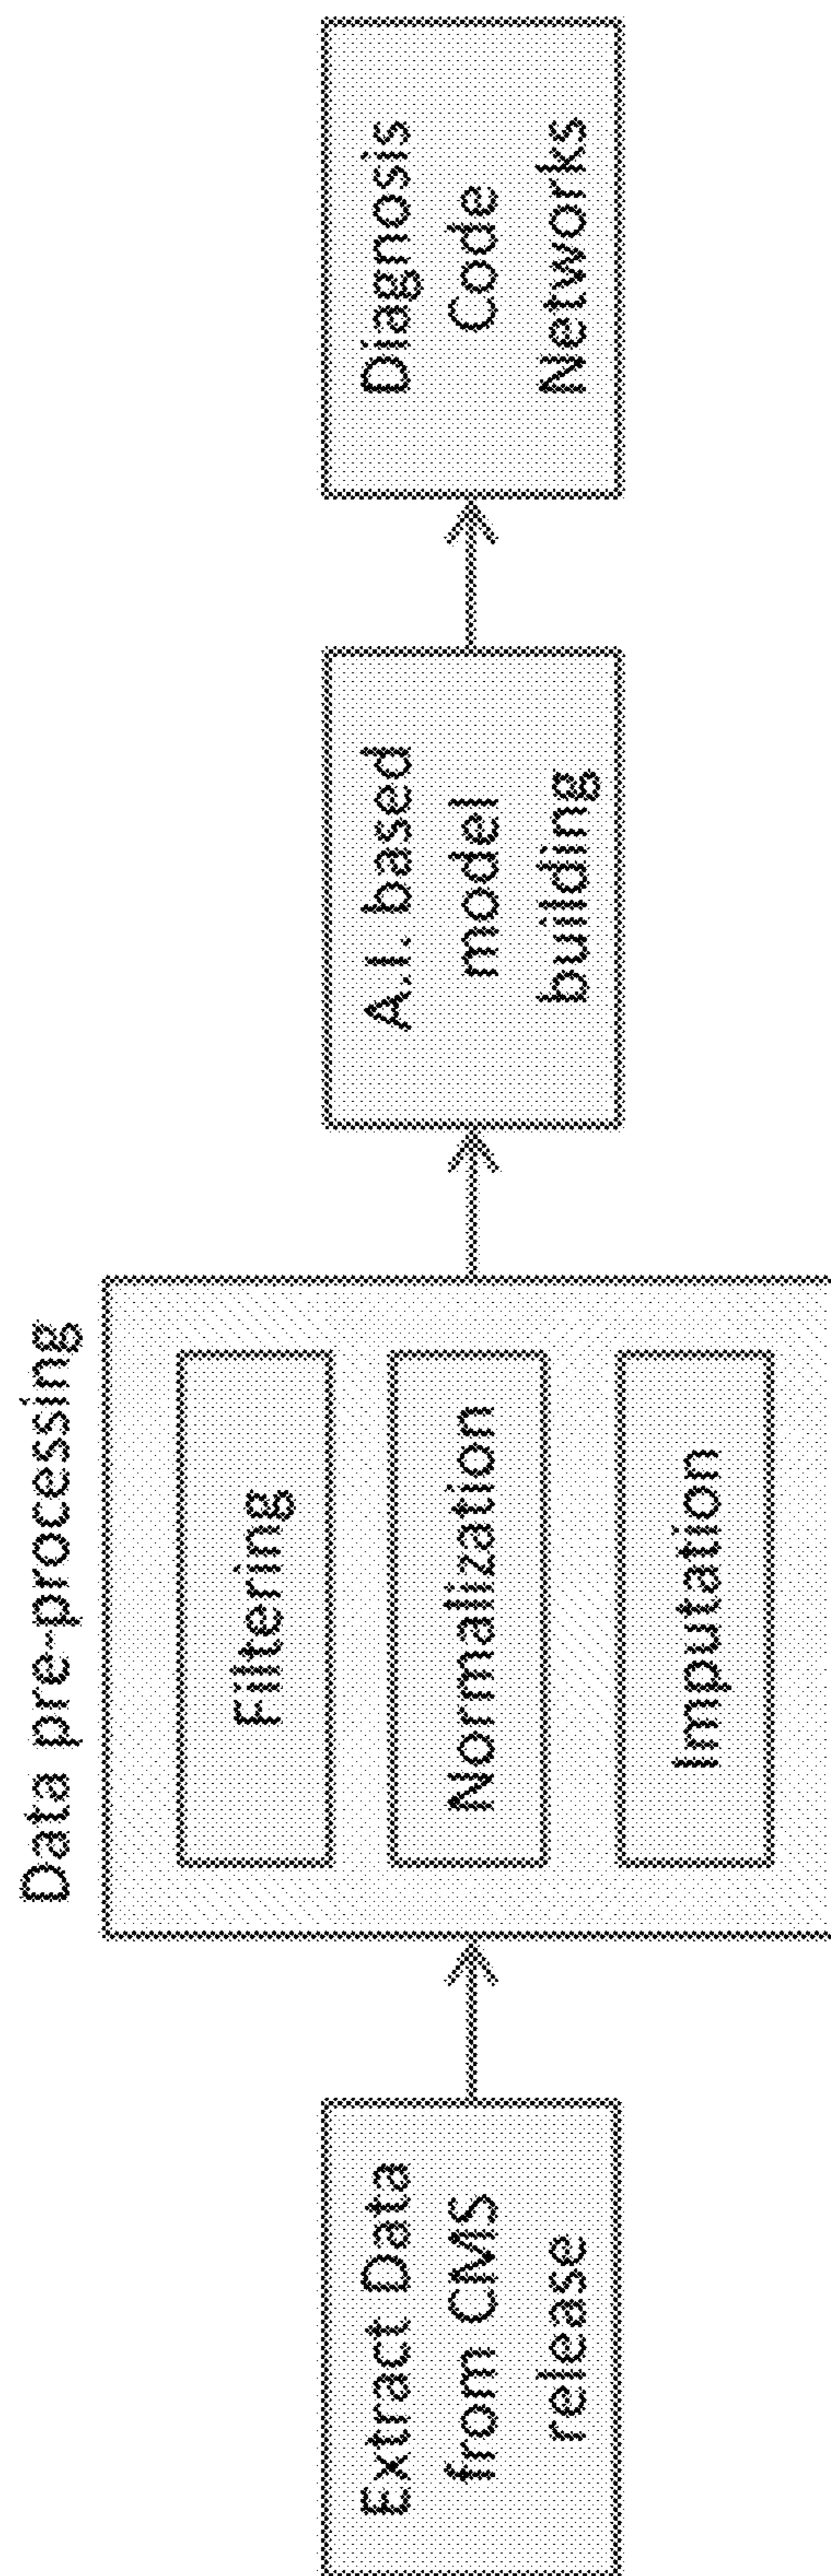 Extract Data
from CMS
release
Data pre-processing
Filtering
Normalization
Imputation
A.I. based
model
building
Diagnosis
Code
Networks